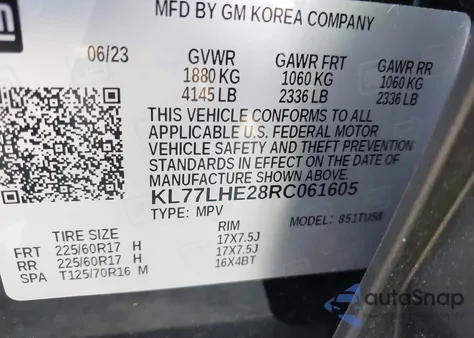 gm
MFD BY GM KOREA COMPANY
06/23 GVWR GAWR FRT GAWR RR
1880 KG 1060 KG 1060 KG
4145 LB 2336 LB 2336 LB
THIS VEHICLE CONFORMS TO ALL
APPLICABLE U.S. FEDERAL MOTOR
VEHICLE SAFETY AND THEFT PREVENTION
STANDARDS IN EFFECT ON THE DATE OF
MANUFACTURE SHOWN ABOVE.
KL77LHE28RC061605
TYPE: MPV MODEL: 851TU58
TIRE SIZE RIM
FRT 225/60R17 H 17X7.5J
RR 225/60R17 H 17X7.5J
SPA T125/70R16 M 16X4BT
autoSnap